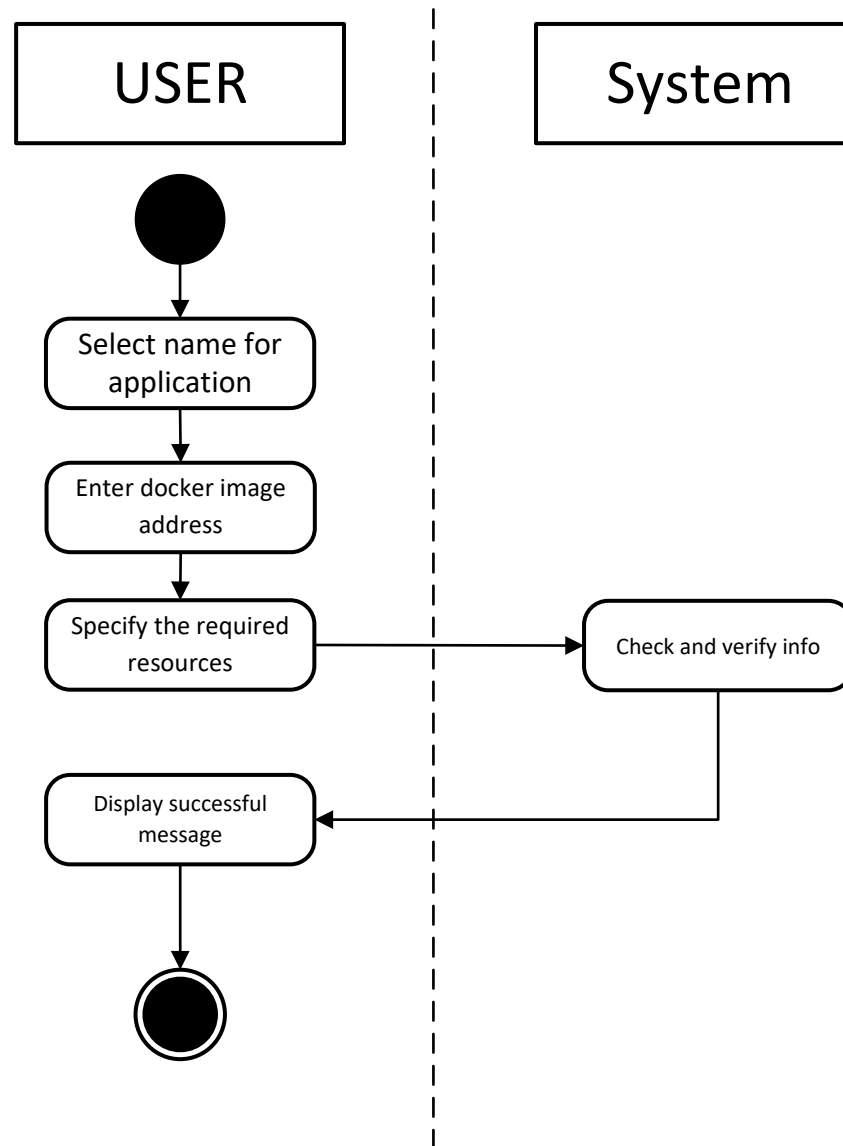 USER
System
Select name for
application
Enter docker image
address
Specify the required
resources
Check and verify info
Display successful
message